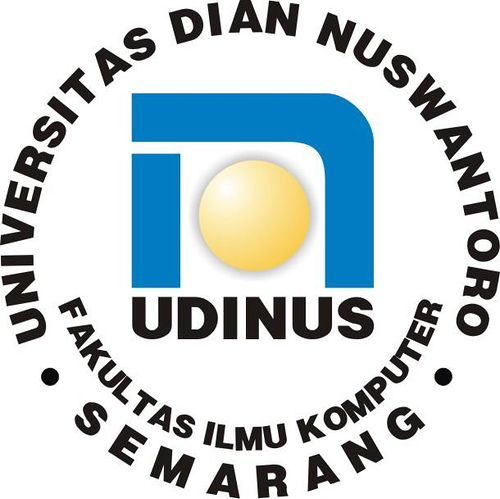 UNIVERSITAS DIAN NUSWANTORO
UDINUS
FAKULTAS ILMU KOMPUTER
• SEMARANG •